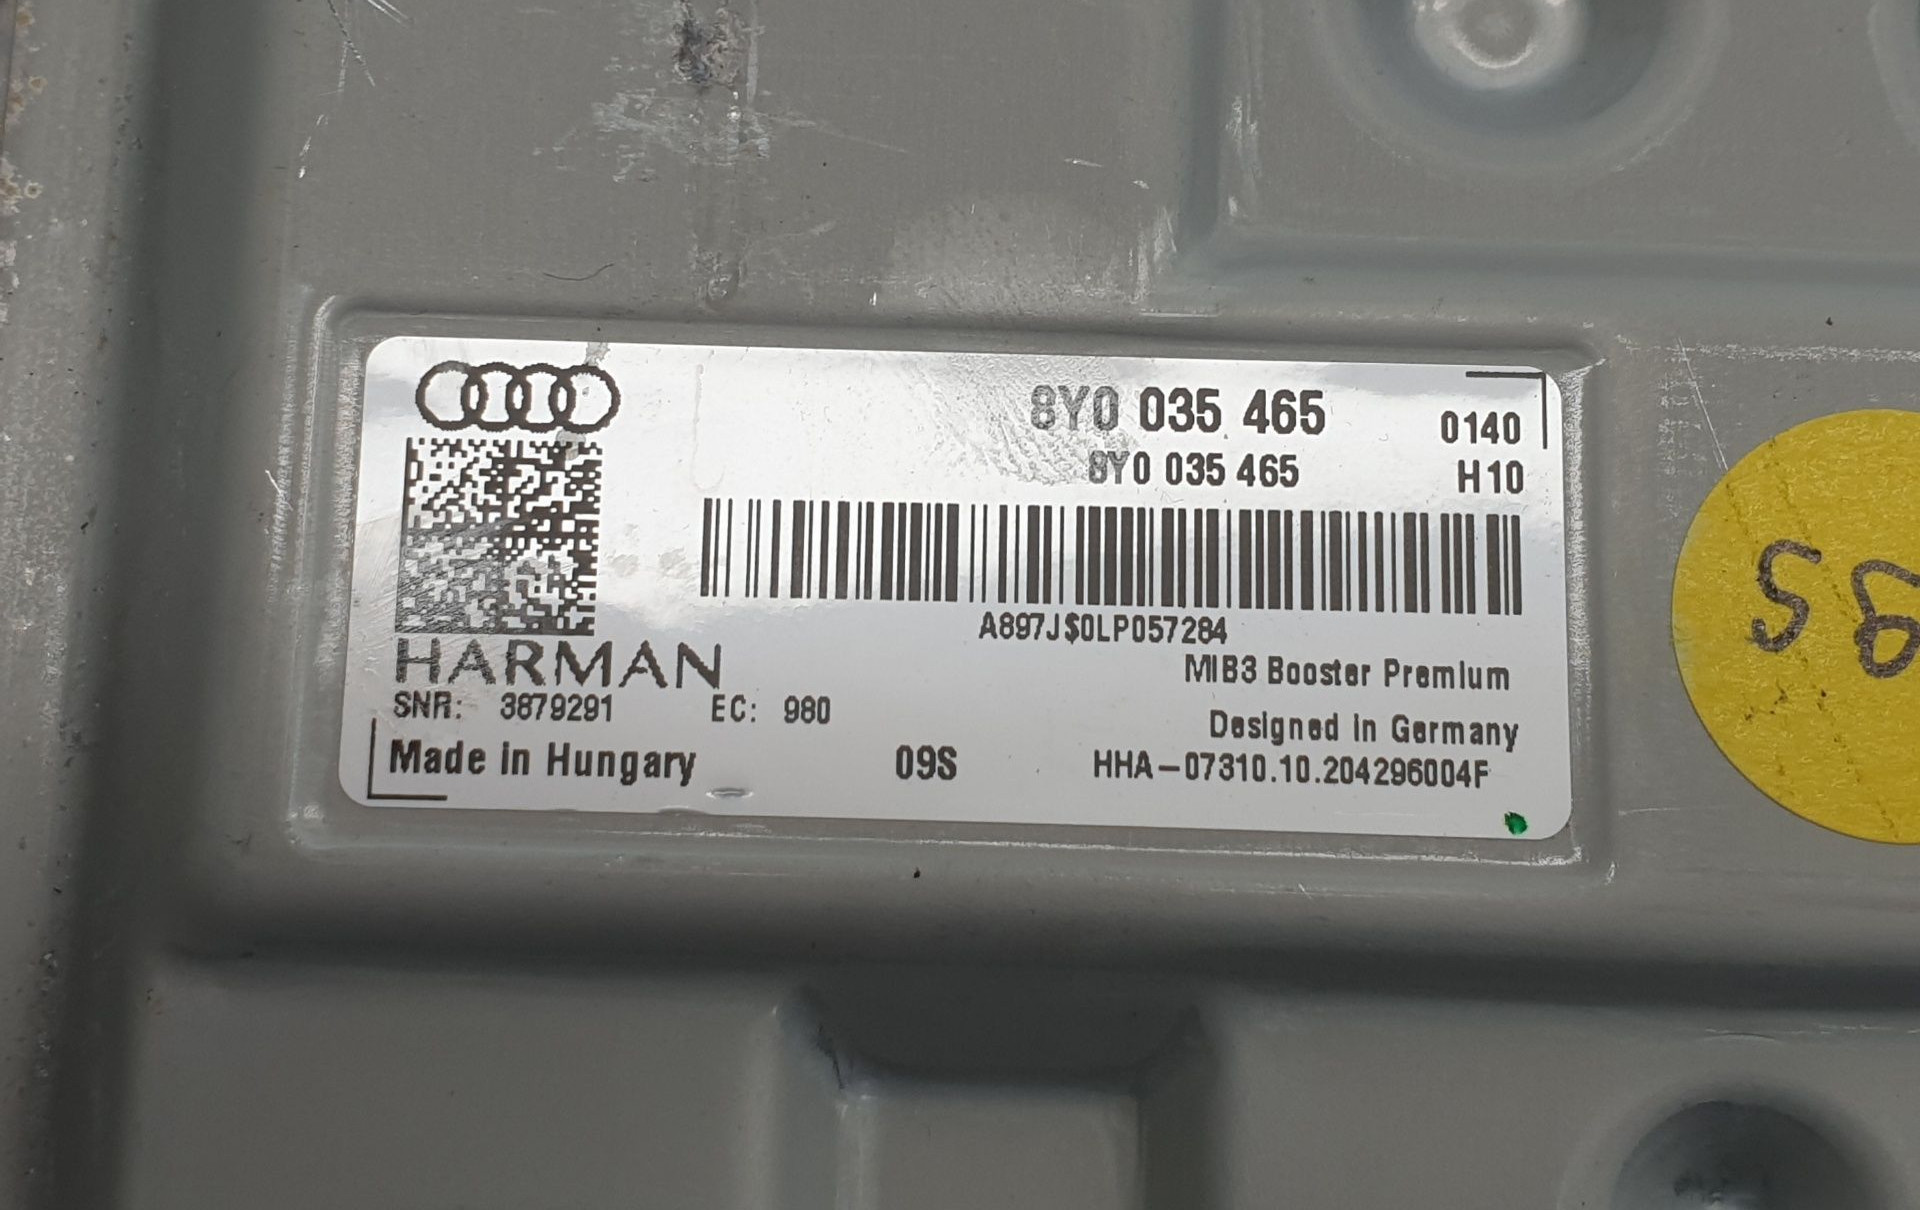 8Y0 035 465 0140
8Y0 035 465 H10
A897J$0LP057284
HARMAN
MIB3 Booster Premium
SNR: 3879291 EC: 980
Designed in Germany
Made in Hungary 09S HHA-07310.10.204296004F